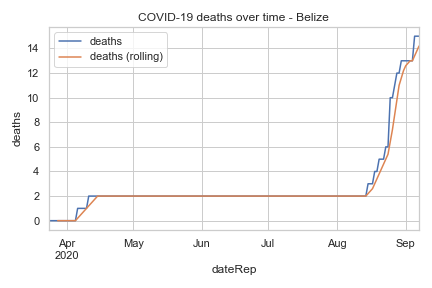 COVID-19 deaths over time - Belize
deaths
deaths (rolling)
14
12
10
8
6
4
2
0
deaths
Apr
2020
May
Jun
Jul
Aug
Sep
dateRep